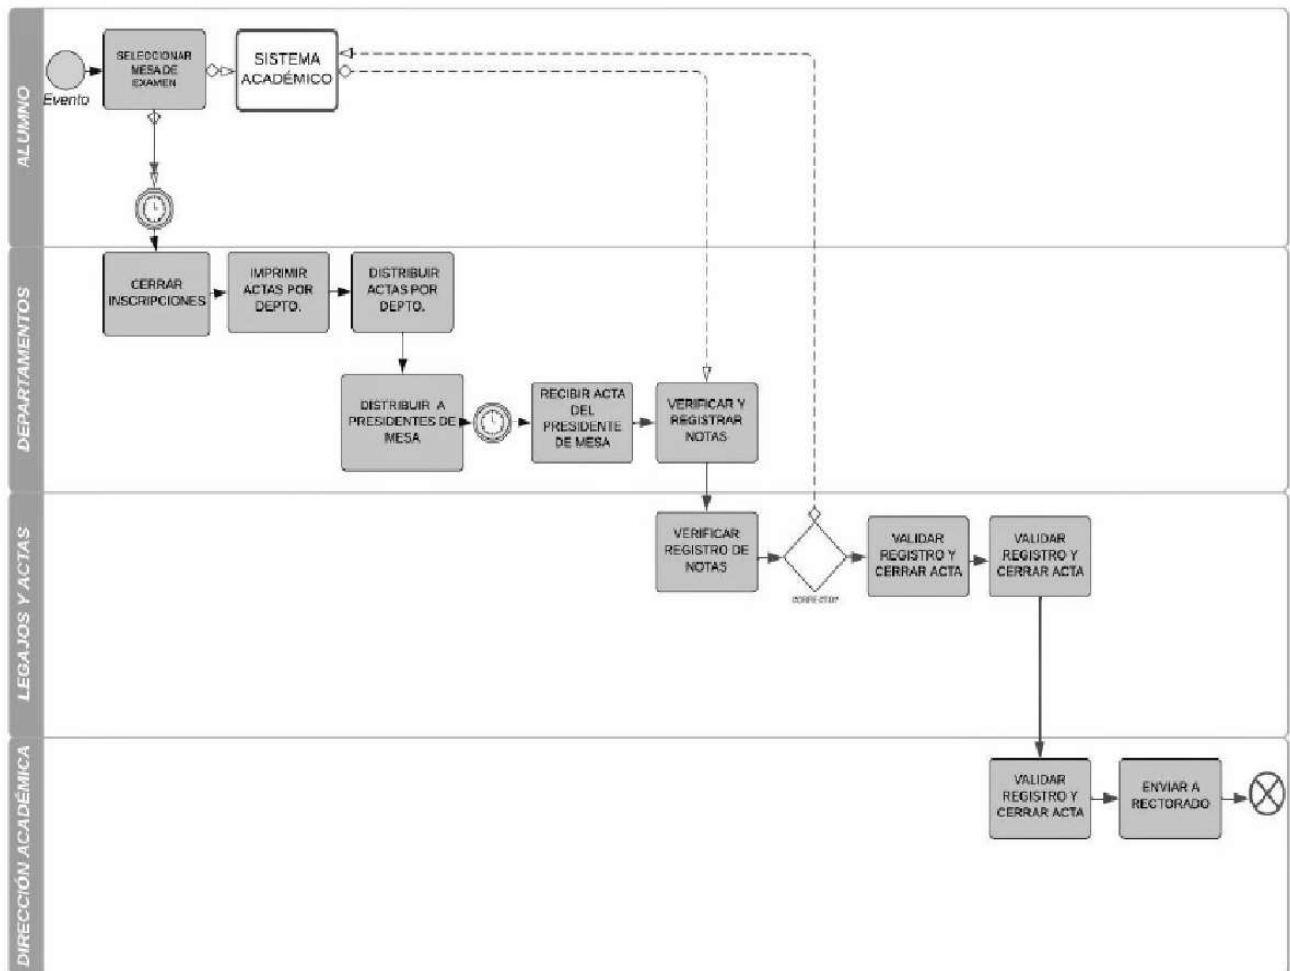 ALUMNO
SELECCIONAR
MESA DE
EXAMEN
SISTEMA
ACADÉMICO
Evento
DEPARTAMENTOS
CERRAR
INSCRIPCIONES
IMPRIMIR
ACTAS POR
DEPTO.
DISTRIBUIR
ACTAS POR
DEPTO.
DISTRIBUIR A
PRESIDENTES DE
MESA
RECIBIR ACTA
DEL
PRESIDENTE
DE MESA
VERIFICAR Y
REGISTRAR
NOTAS
LEGAJOS Y ACTAS
VERIFICAR
REGISTRO DE
NOTAS
VALIDAR
REGISTRO Y
CERRAR ACTA
VALIDAR
REGISTRO Y
CERRAR ACTA
DIRECCIÓN ACADÉMICA
VALIDAR
REGISTRO Y
CERRAR ACTA
ENVIAR A
RECTORADO